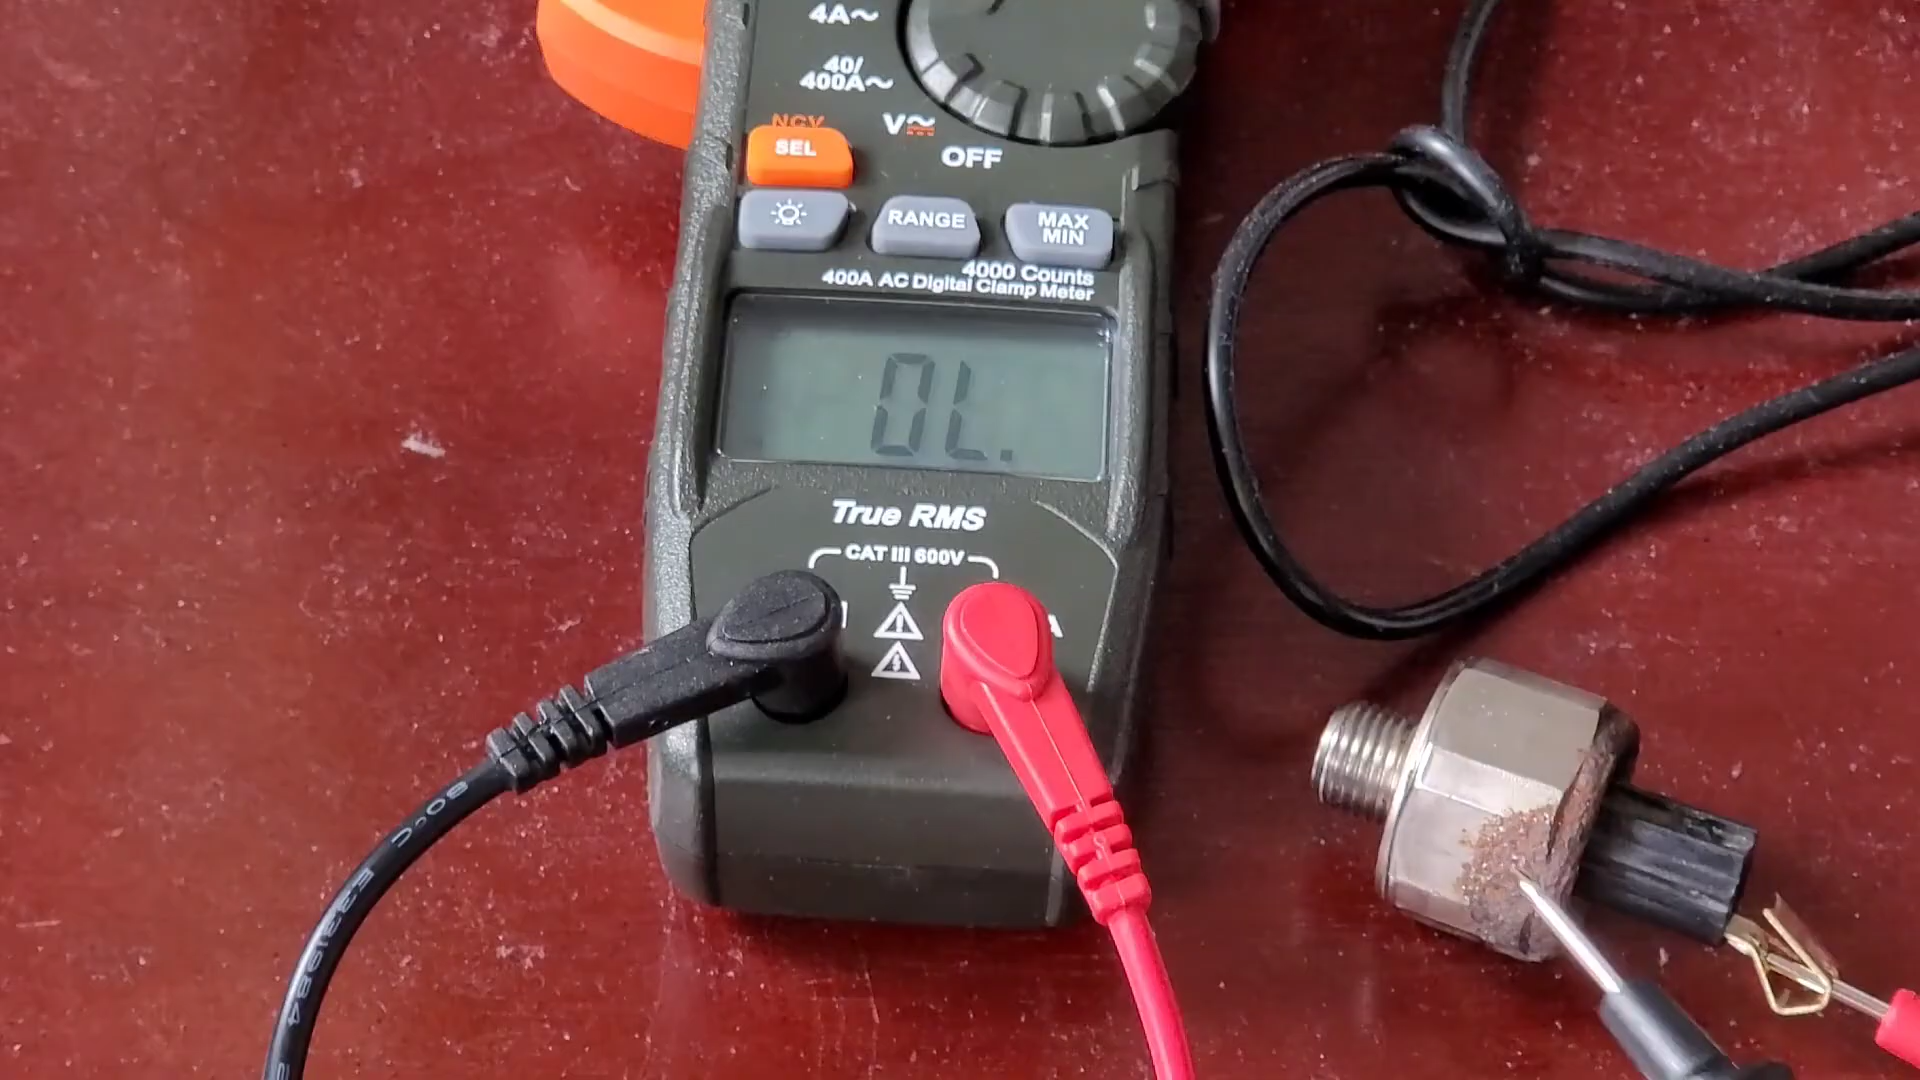 4A~
40/
400A~
NCV
V
SEL
OFF
RANGE
MAX
MIN
4000 Counts
400A AC Digital Clamp Meter
0L.
True RMS
CAT III 600V
80°C